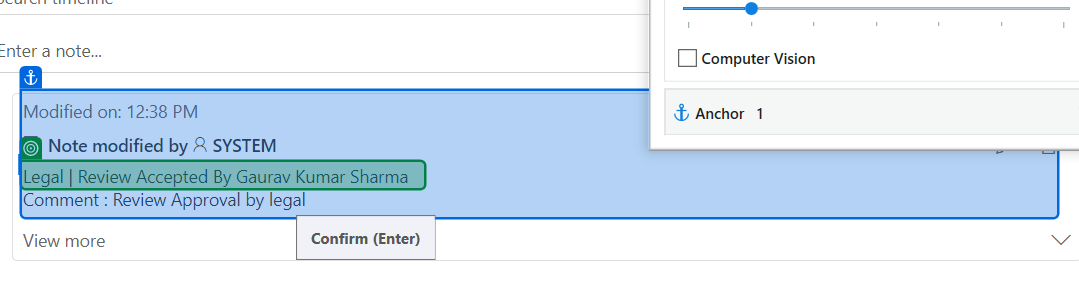 Search timeline
Enter a note...
Computer Vision
Anchor 1
Modified on: 12:38 PM
Note modified by SYSTEM
Legal | Review Accepted By Gaurav Kumar Sharma
Comment : Review Approval by legal
Confirm (Enter)
View more